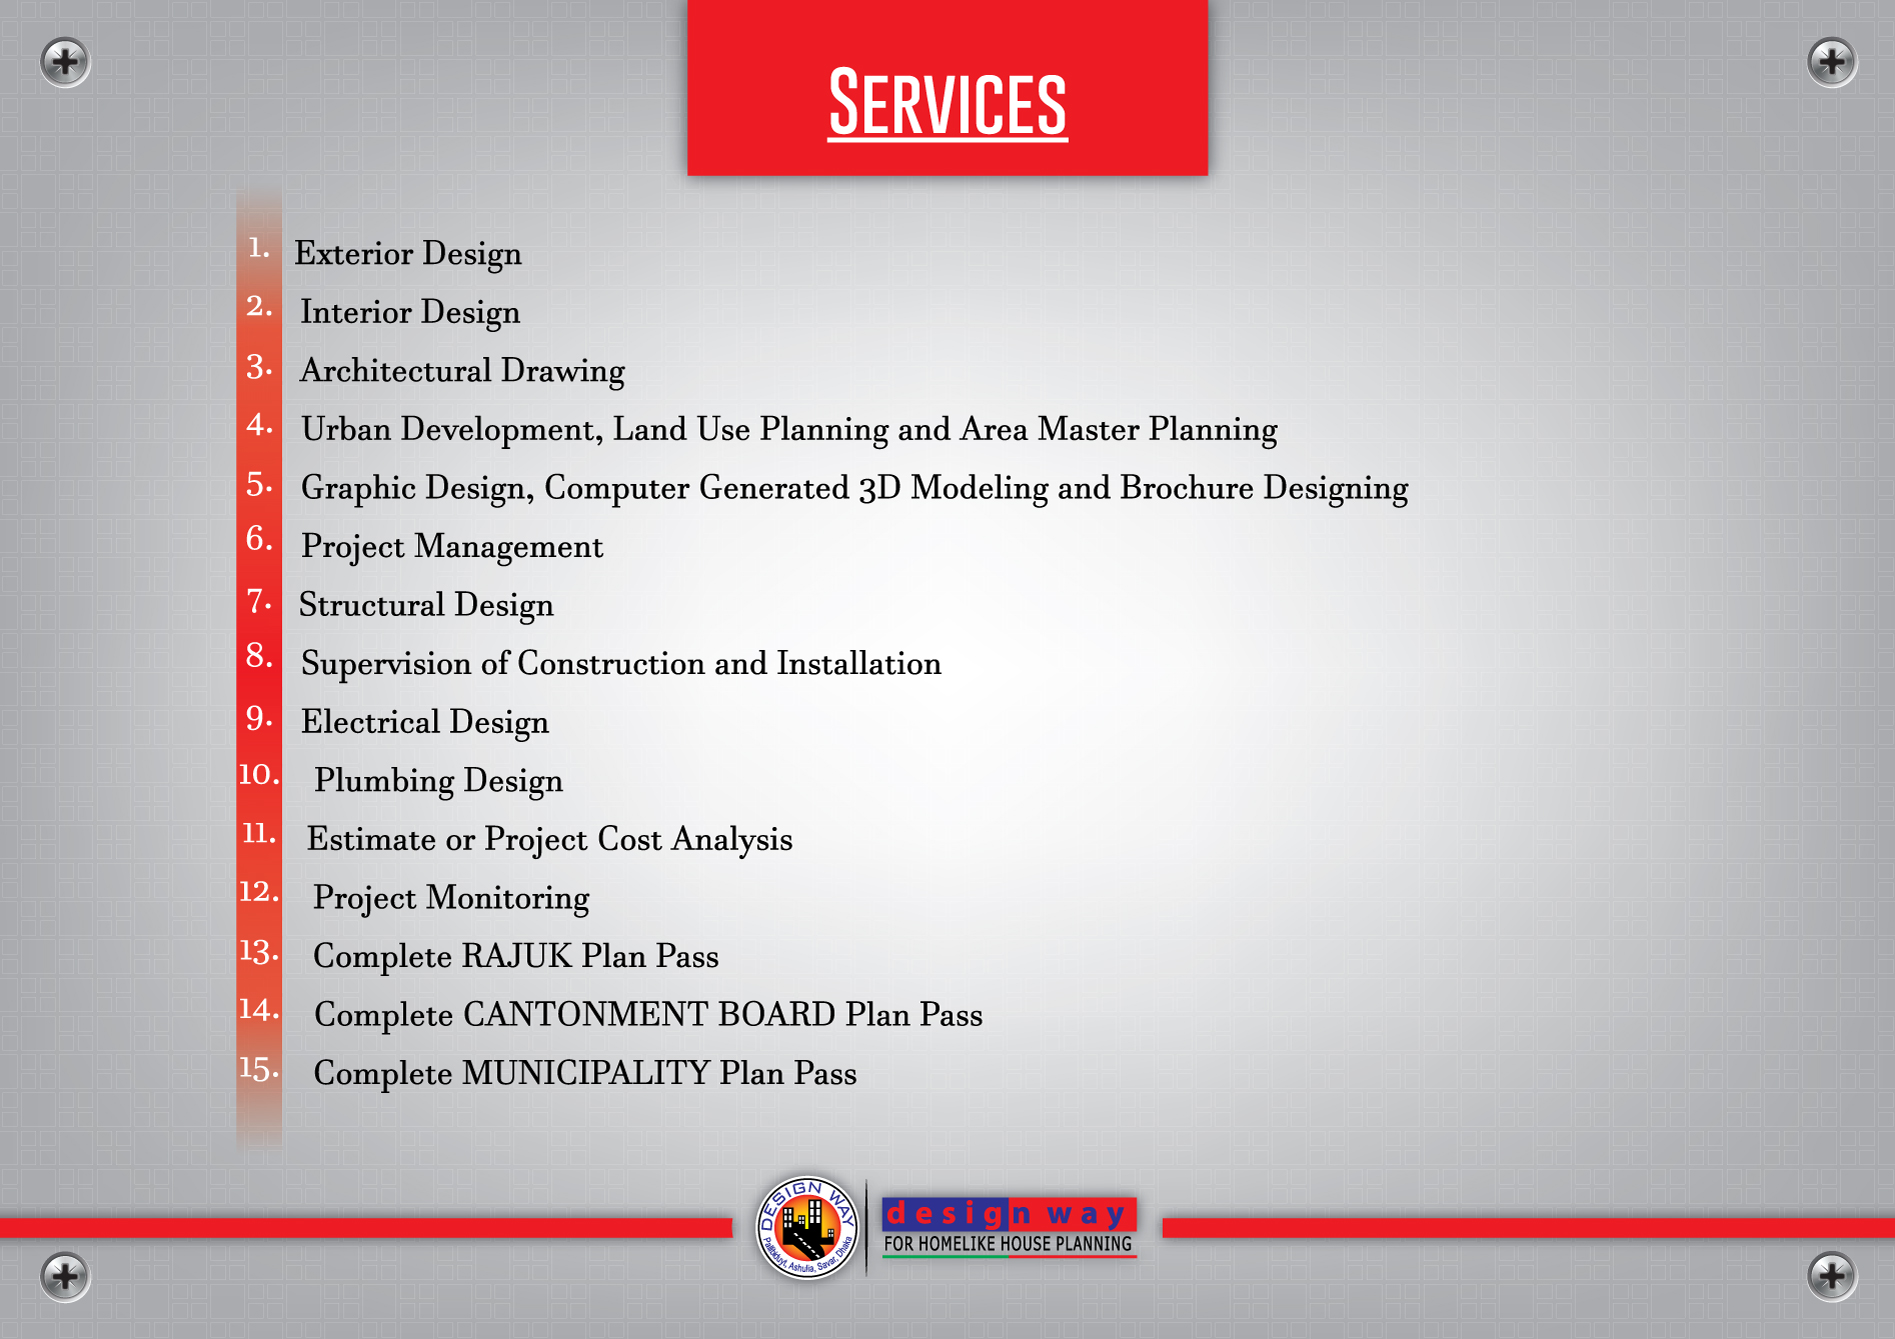 SERVICES
1. Exterior Design
2. Interior Design
3. Architectural Drawing
4. Urban Development, Land Use Planning and Area Master Planning
5. Graphic Design, Computer Generated 3D Modeling and Brochure Designing
6. Project Management
7. Structural Design
8. Supervision of Construction and Installation
9. Electrical Design
10. Plumbing Design
11. Estimate or Project Cost Analysis
12. Project Monitoring
13. Complete RAJUK Plan Pass
14. Complete CANTONMENT BOARD Plan Pass
15. Complete MUNICIPALITY Plan Pass
DESIGN WAY
Ashulia, Savar, Dhaka
design way
FOR HOMELIKE HOUSE PLANNING